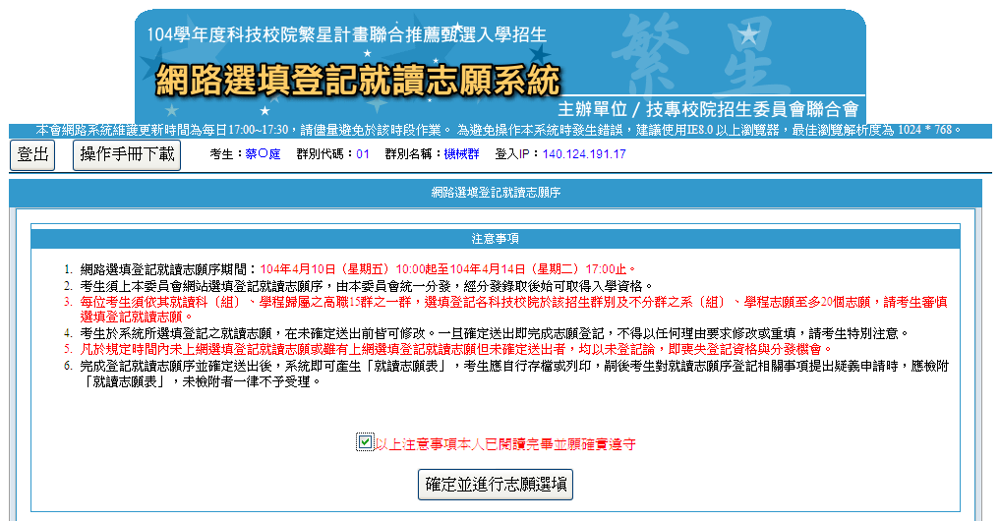 104學年度科技校院繁星計畫聯合推薦甄選入學招生
繁星
網路選填登記就讀志願系統
主辦單位 / 技專校院招生委員會聯合會
本會網路系統維護更新時間為每日17:00~17:30，請儘量避免於該時段作業。 為避免操作本系統時發生錯誤，建議使用IE8.0 以上瀏覽器，最佳瀏覽解析度為 1024 * 768。
登出 操作手冊下載 考生：蔡○庭 群別代碼：01 群別名稱：機械群 登入IP：140.124.191.17
網路選填登記就讀志願序
注意事項
1. 網路選填登記就讀志願序期間：104年4月10日（星期五）10:00起至104年4月14日（星期二）17:00止。
2. 考生須上本委員會網站選填登記就讀志願序，由本委員會統一分發，經分發錄取後始可取得入學資格。
3. 每位考生須依其就讀科〔組〕、學程歸屬之高職15群之一群，選填登記各科技校院於該招生群別及不分群之系〔組〕、學程志願至多20個志願，請考生審慎
選填登記就讀志願。
4. 考生於系統所選填登記之就讀志願，在未確定送出前皆可修改。一旦確定送出即完成志願登記，不得以任何理由要求修改或重填，請考生特別注意。
5. 凡於規定時間內未上網選填登記就讀志願或雖有上網選填登記就讀志願但未確定送出者，均以未登記論，即喪失登記資格與分發機會。
6. 完成登記就讀志願序並確定送出後，系統即可產生「就讀志願表」，考生應自行存檔或列印，嗣後考生對就讀志願序登記相關事項提出疑義申請時，應檢附
「就讀志願表」，未檢附者一律不予受理。
以上注意事項本人已閱讀完畢並願確實遵守
確定並進行志願選填